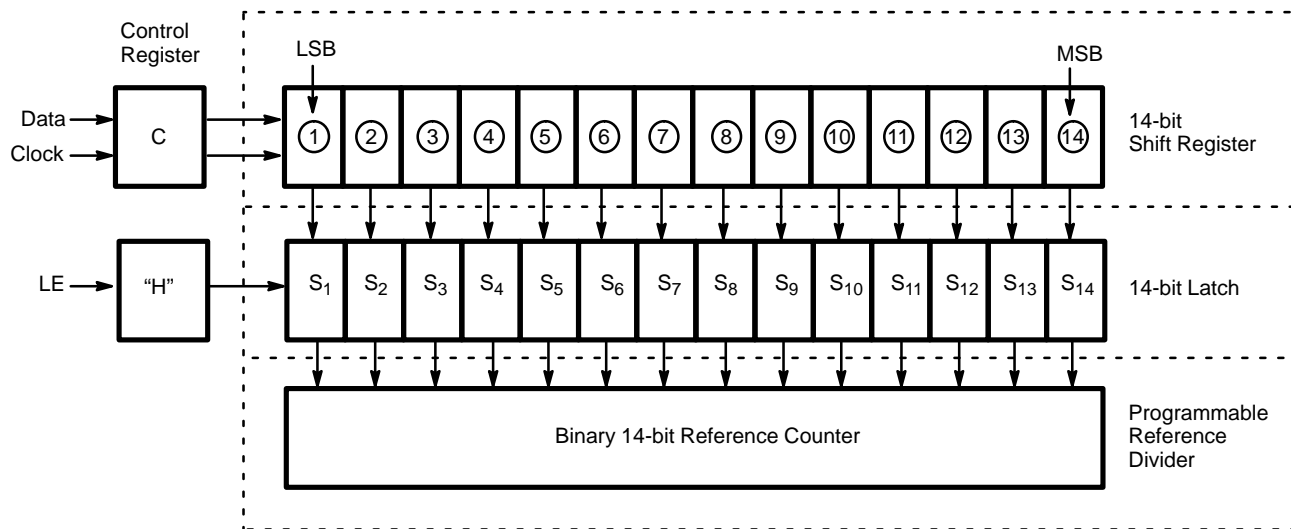 Control
Register
LSB
MSB
Data
Clock
C
1 2 3 4 5 6 7 8 9 10 11 12 13 14
14-bit
Shift Register
LE
“H”
S1 S2 S3 S4 S5 S6 S7 S8 S9 S10 S11 S12 S13 S14
14-bit Latch
Binary 14-bit Reference Counter
Programmable
Reference
Divider